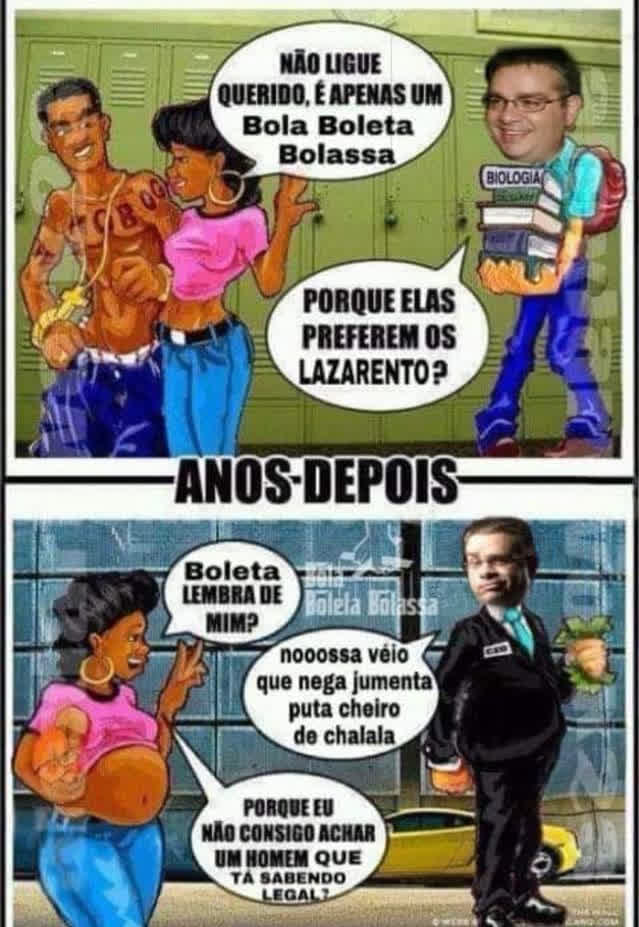 NÃO LIGUE
QUERIDO, É APENAS UM
Bola Boleta
Bolassa
BIOLOGIA
PORQUE ELAS
PREFEREM OS
LAZARENTO?
ANOS DEPOIS
Boleta
LEMBRA DE
MIM?
Bola
Boleta Bolassa
nooossa véio
que nega jumenta
puta cheiro
de chalala
CEO
PORQUE EU
NÃO CONSIGO ACHAR
UM HOMEM QUE
TÁ SABENDO
LEGAL?